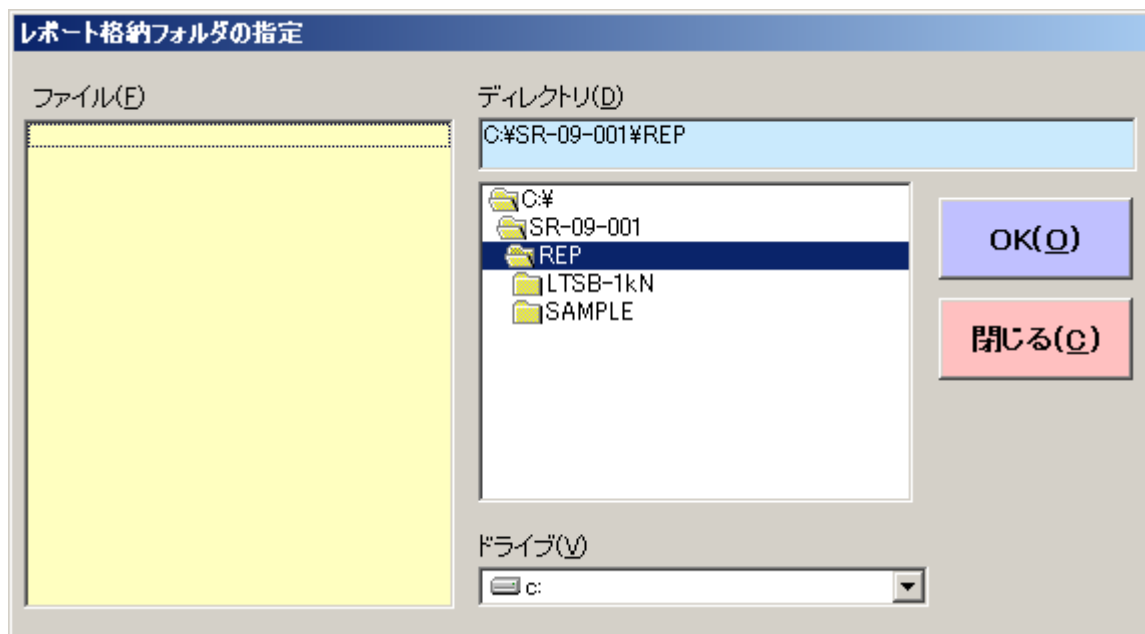 レポート格納フォルダの指定
ファイル(F)
ディレクトリ(D)
C:¥SR-09-001¥REP
C:¥
SR-09-001
REP
LTSB-1kN
SAMPLE
OK(O)
閉じる(C)
ドライブ(V)
c: